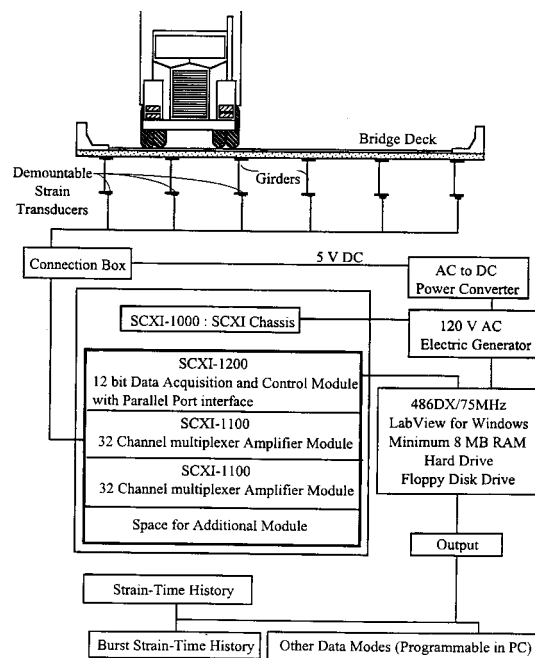 Bridge Deck
Demountable
Strain
Transducers
Girders
Connection Box
5 V DC
AC to DC
Power Converter
SCXI-1000 : SCXI Chassis
120 V AC
Electric Generator
SCXI-1200
12 bit Data Acquisition and Control Module
with Parallel Port interface
SCXI-1100
32 Channel multiplexer Amplifier Module
SCXI-1100
32 Channel multiplexer Amplifier Module
Space for Additional Module
486DX/75MHz
LabView for Windows
Minimum 8 MB RAM
Hard Drive
Floppy Disk Drive
Output
Strain-Time History
Burst Strain-Time History
Other Data Modes (Programmable in PC)